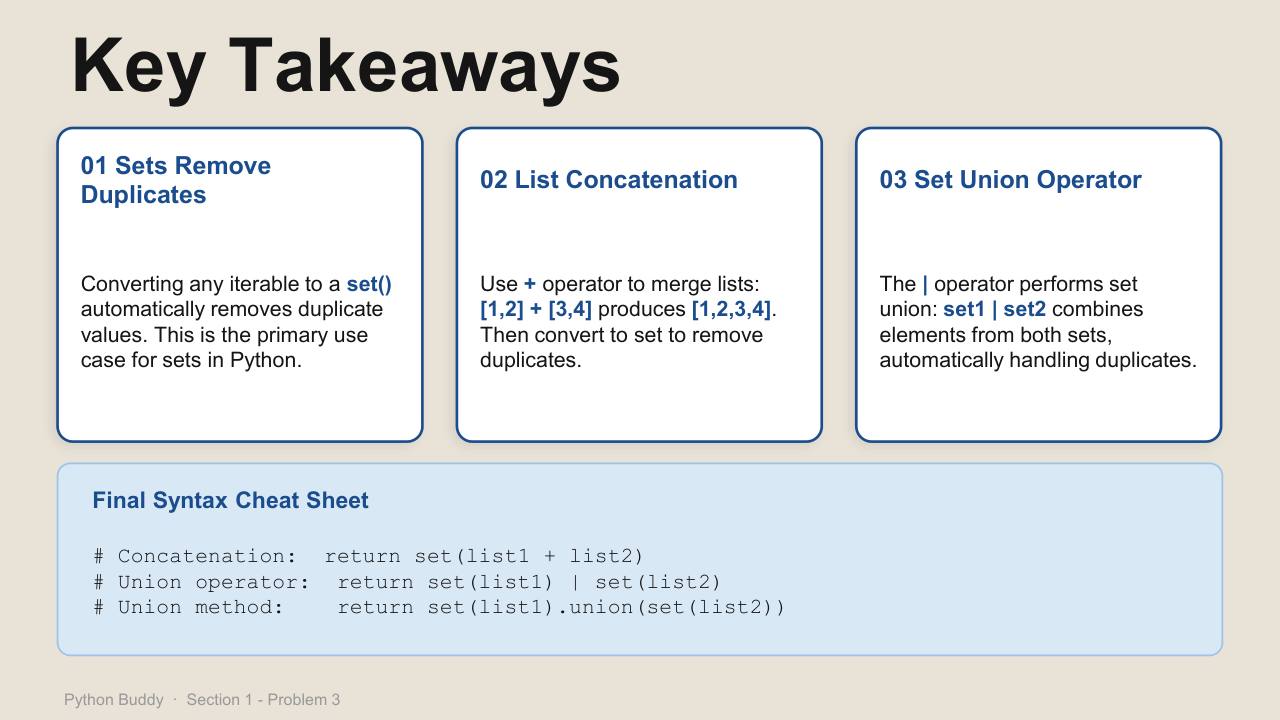 Key Takeaways
01 Sets Remove
Duplicates
Converting any iterable to a set()
automatically removes duplicate
values. This is the primary use
case for sets in Python.
02 List Concatenation
Use + operator to merge lists:
[1,2] + [3,4] produces [1,2,3,4].
Then convert to set to remove
duplicates.
03 Set Union Operator
The | operator performs set
union: set1 | set2 combines
elements from both sets,
automatically handling duplicates.
Final Syntax Cheat Sheet
# Concatenation:  return set(list1 + list2)
# Union operator:  return set(list1) | set(list2)
# Union method:    return set(list1).union(set(list2))
Python Buddy · Section 1 - Problem 3